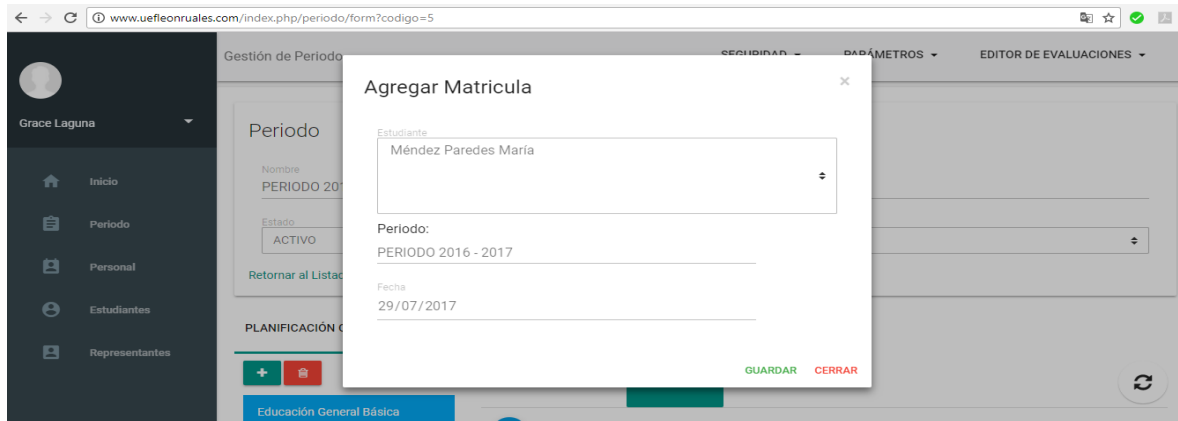 www.uefleonruales.com/index.php/periodo/form?codigo=5
Gestión de Periodo
SEGURIDAD
PARÁMETROS
EDITOR DE EVALUACIONES
Grace Laguna
Inicio
Periodo
Personal
Estudiantes
Representantes
Periodo
Nombre
PERIODO 201
Estado
ACTIVO
Retornar al Listad
PLANIFICACIÓN
Educación General Básica
Agregar Matricula
×
Estudiante
Méndez Paredes María
Periodo:
PERIODO 2016 - 2017
Fecha
29/07/2017
GUARDAR CERRAR